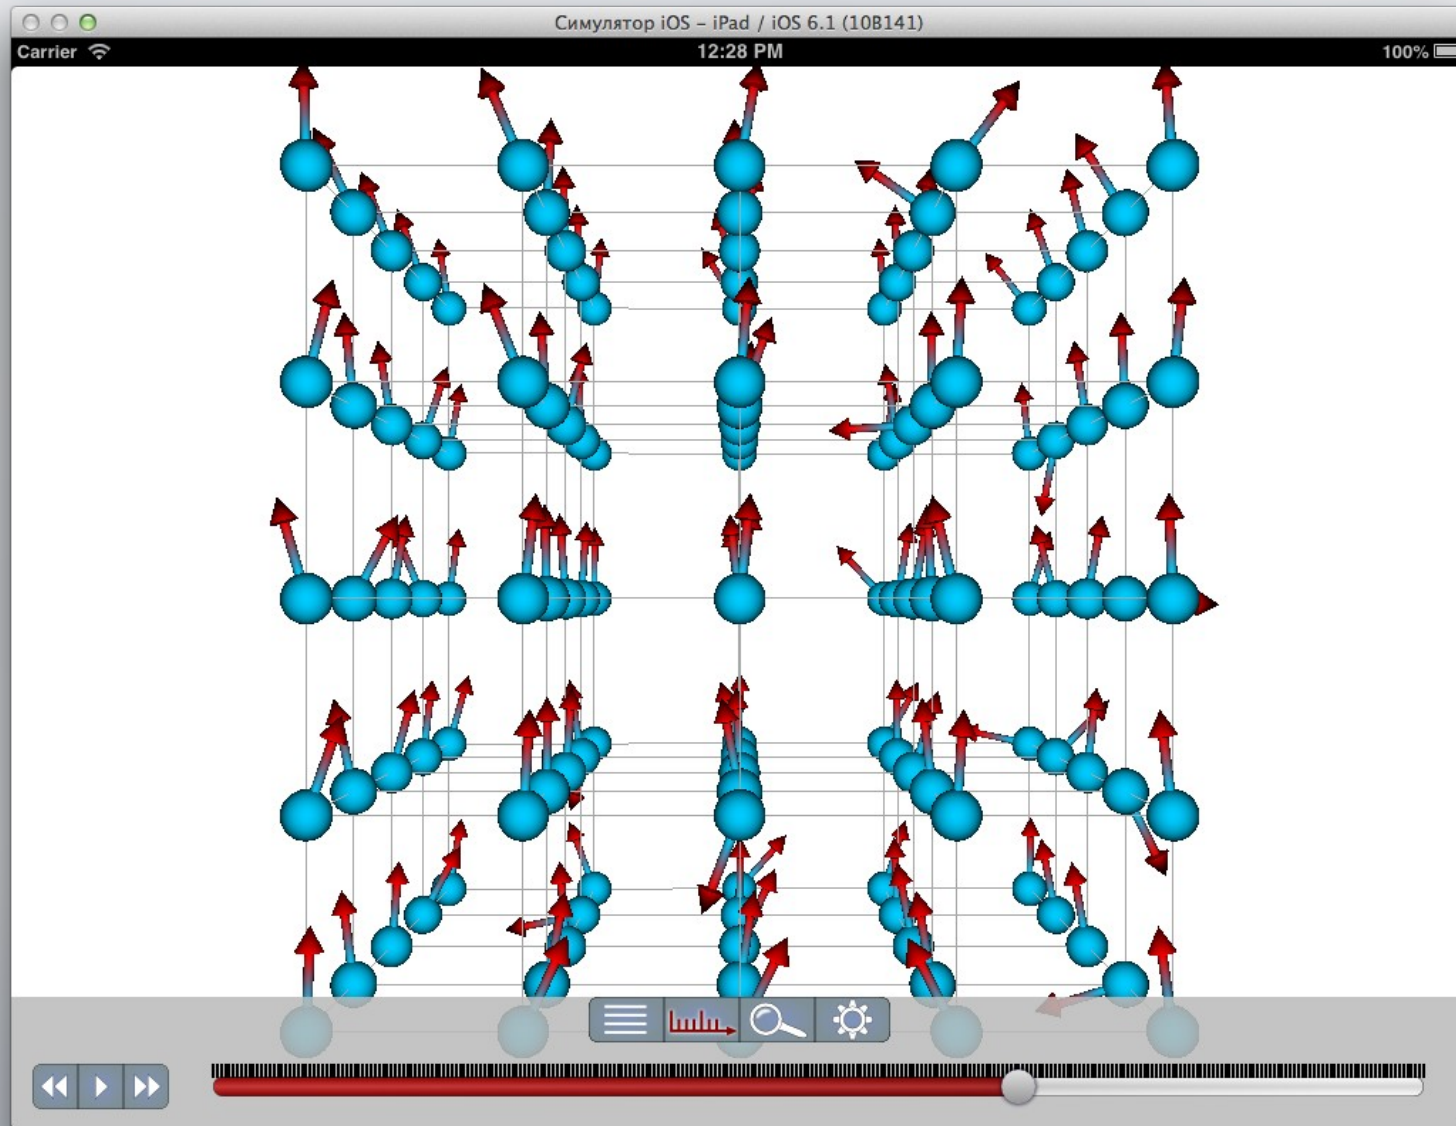 Симулятор iOS – iPad / iOS 6.1 (10B141)
Carrier 12:28 PM 100%